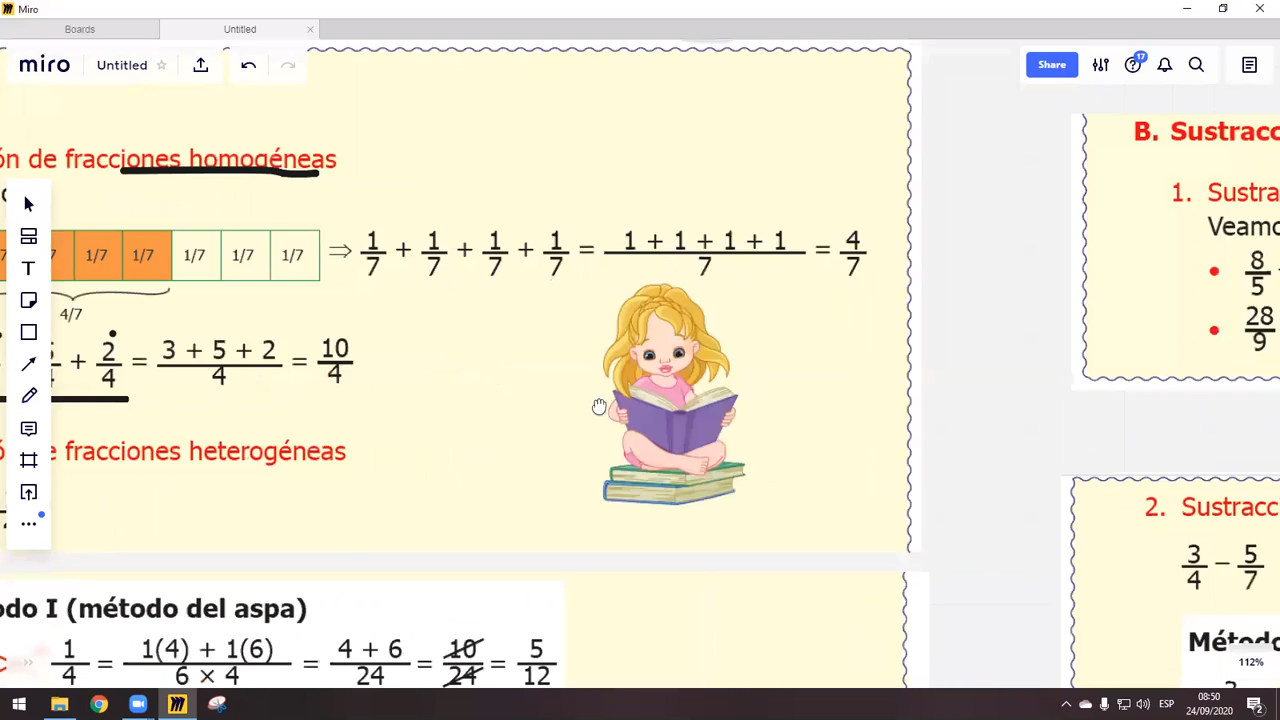 Miro
Boards
Untitled
miro
Untitled
Share
17
ón de fracciones homogéneas
1/7 1/7 1/7 1/7 1/7
⇒ 1/7 + 1/7 + 1/7 + 1/7 = 1 + 1 + 1 + 1 / 7 = 4/7
4/7
+ 2/4 = 3 + 5 + 2 / 4 = 10/4
de fracciones heterogéneas
odo I (método del aspa)
1/4 = 1(4) + 1(6) / 6 × 4 = 4 + 6 / 24 = 10/24 = 5/12
B. Sustracc
1. Sustra
Veamo
• 8/5
• 28/9
2. Sustracc
3/4 − 5/7
Méto
112%
ESP
08:50
24/09/2020
2